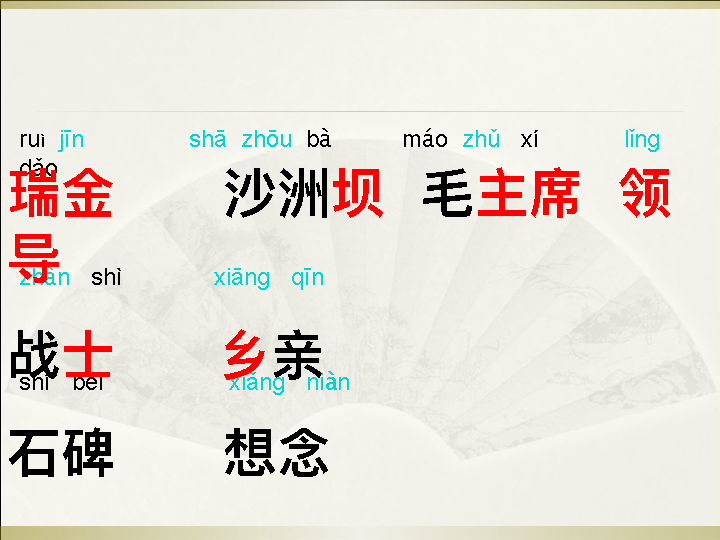 ruì jīn shā zhōu bà máo zhǔ xí lǐng
dǎo
瑞金 沙洲坝 毛主席 领
导
zhàn shì xiāng qīn
战士 乡亲
shí bēi xiǎng niàn
石碑 想念